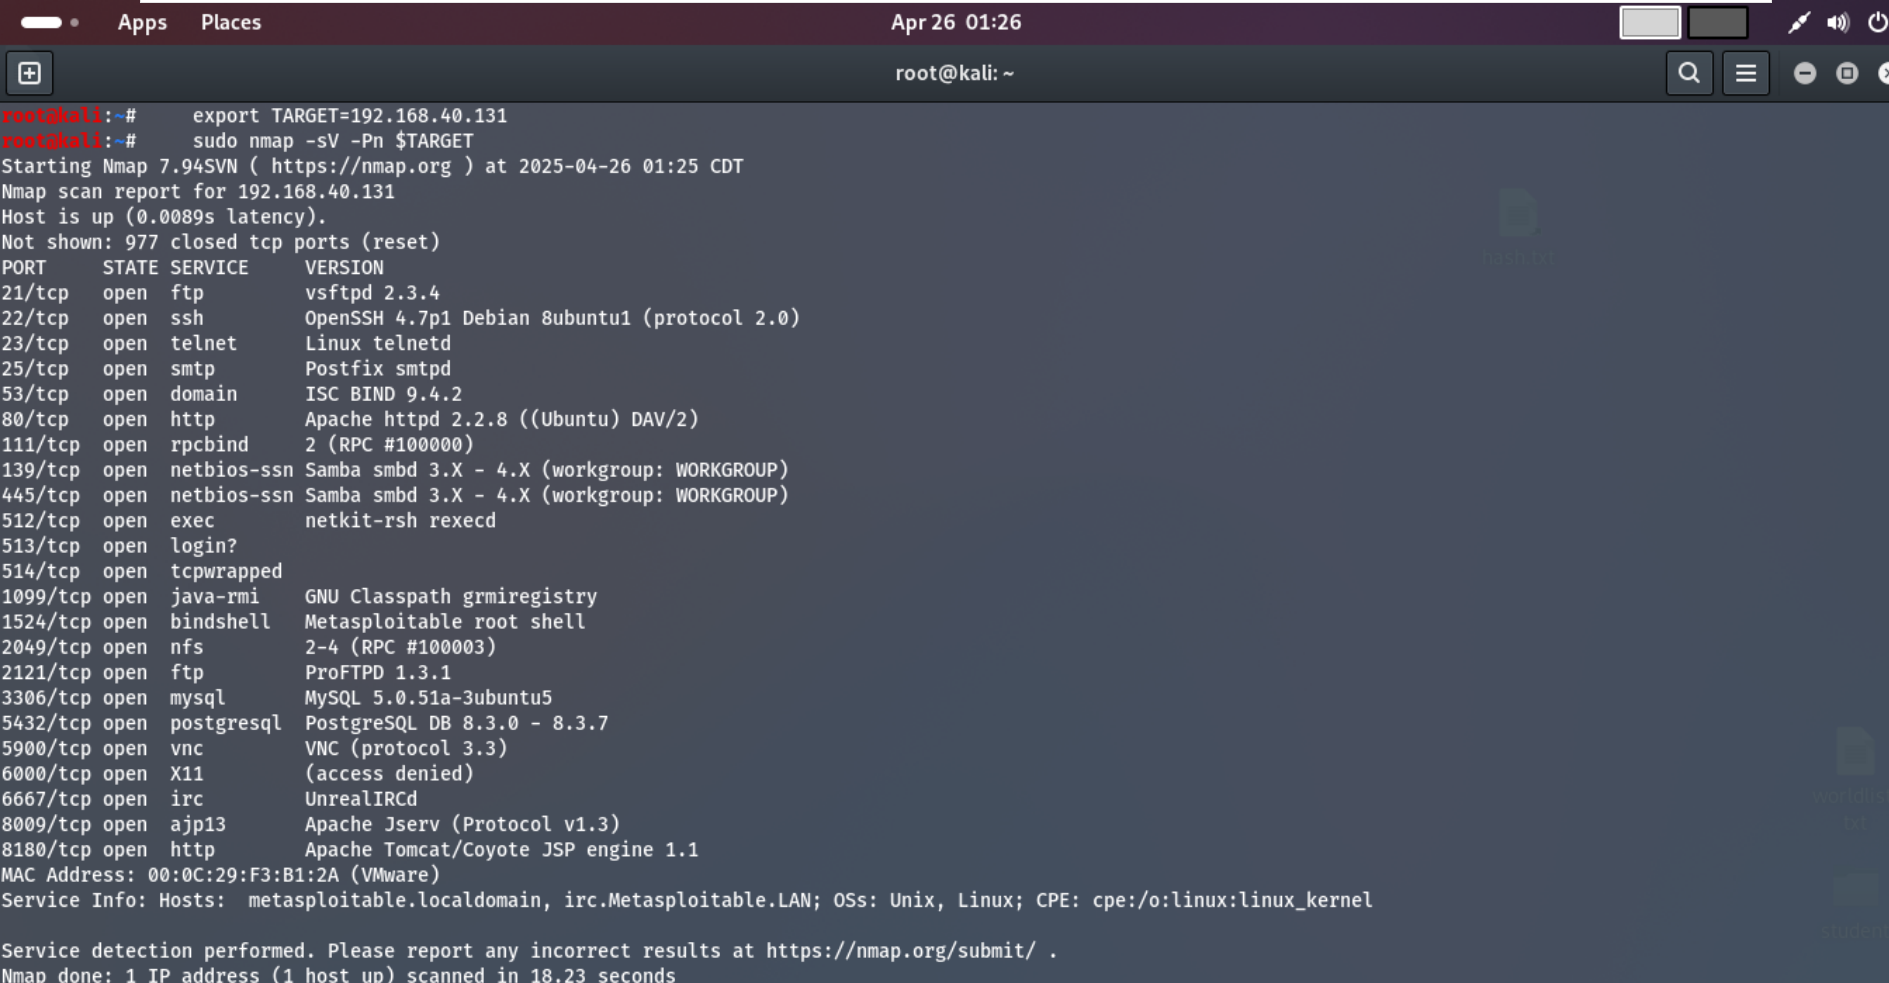 Apps Places Apr 26 01:26
root@kali: ~
root@kali:~# export TARGET=192.168.40.131
root@kali:~# sudo nmap -sV -Pn $TARGET
Starting Nmap 7.94SVN ( https://nmap.org ) at 2025-04-26 01:25 CDT
Nmap scan report for 192.168.40.131
Host is up (0.0089s latency).
hash.txt
Not shown: 977 closed tcp ports (reset)
PORT STATE SERVICE VERSION
21/tcp open ftp vsftpd 2.3.4
22/tcp open ssh OpenSSH 4.7p1 Debian 8ubuntu1 (protocol 2.0)
23/tcp open telnet Linux telnetd
25/tcp open smtp Postfix smtpd
53/tcp open domain ISC BIND 9.4.2
80/tcp open http Apache httpd 2.2.8 ((Ubuntu) DAV/2)
111/tcp open rpcbind 2 (RPC #100000)
139/tcp open netbios-ssn Samba smbd 3.X - 4.X (workgroup: WORKGROUP)
445/tcp open netbios-ssn Samba smbd 3.X - 4.X (workgroup: WORKGROUP)
512/tcp open exec netkit-rsh rexecd
513/tcp open login?
514/tcp open tcpwrapped
1099/tcp open java-rmi GNU Classpath grmiregistry
1524/tcp open bindshell Metasploitable root shell
2049/tcp open nfs 2-4 (RPC #100003)
2121/tcp open ftp ProFTPD 1.3.1
3306/tcp open mysql MySQL 5.0.51a-3ubuntu5
5432/tcp open postgresql PostgreSQL DB 8.3.0 - 8.3.7
5900/tcp open vnc VNC (protocol 3.3)
6000/tcp open X11 (access denied)
6667/tcp open irc UnrealIRCd
8009/tcp open ajp13 Apache Jserv (Protocol v1.3)
8180/tcp open http Apache Tomcat/Coyote JSP engine 1.1
MAC Address: 00:0C:29:F3:B1:2A (VMware)
Service Info: Hosts: metasploitable.localdomain, irc.Metasploitable.LAN; OSs: Unix, Linux; CPE: cpe:/o:linux:linux_kernel
Service detection performed. Please report any incorrect results at https://nmap.org/submit/ .
Nmap done: 1 IP address (1 host up) scanned in 18.23 seconds
txt
student